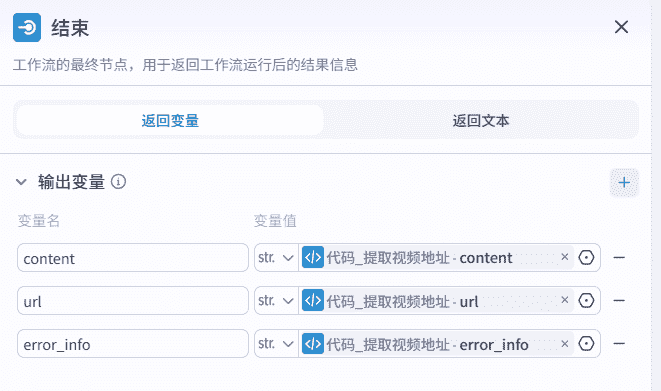 结束
工作流的最终节点，用于返回工作流运行后的结果信息
返回变量 返回文本
输出变量
变量名 变量值
content str. 代码_提取视频地址 - content
url str. 代码_提取视频地址 - url
error_info str. 代码_提取视频地址 - error_info